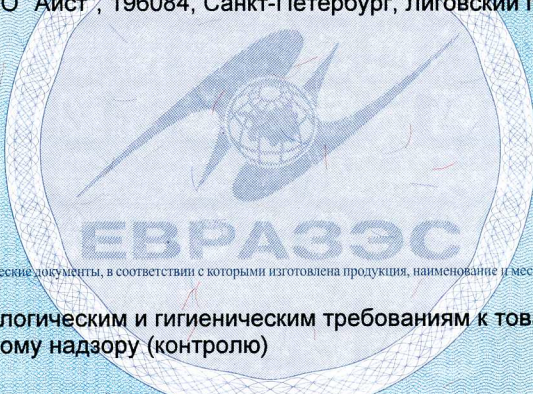 О "Аист", 196084, Санкт-Петербург, Лиговский
ЕВРАЗЭС
еские документы, в соответствии с которыми изготовлена продукция, наименование и мес
логическим и гигиеническим требованиям к тов
ому надзору (контролю)